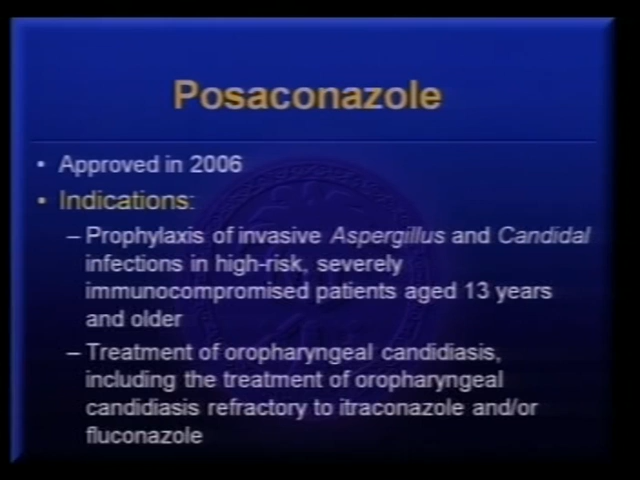 Posaconazole
• Approved in 2006
• Indications:
– Prophylaxis of invasive Aspergillus and Candidal
infections in high-risk, severely
immunocompromised patients aged 13 years
and older
– Treatment of oropharyngeal candidiasis,
including the treatment of oropharyngeal
candidiasis refractory to itraconazole and/or
fluconazole